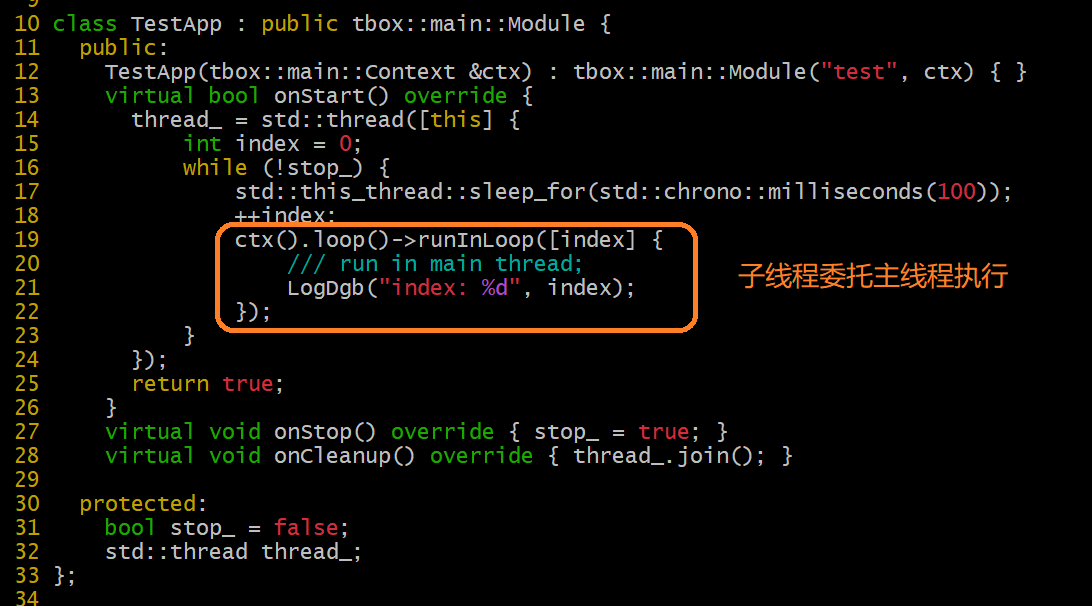 9
10 class TestApp : public tbox::main::Module {
11   public:
12     TestApp(tbox::main::Context &ctx) : tbox::main::Module("test", ctx) { }
13     virtual bool onStart() override {
14       thread_ = std::thread([this] {
15           int index = 0;
16           while (!stop_) {
17               std::this_thread::sleep_for(std::chrono::milliseconds(100));
18               ++index;
19               ctx().loop()->runInLoop([index] {
20                   /// run in main thread;
21                   LogDgb("index: %d", index);
子线程委托主线程执行
22               });
23           }
24       });
25       return true;
26     }
27     virtual void onStop() override { stop_ = true; }
28     virtual void onCleanup() override { thread_.join(); }
29
30   protected:
31     bool stop_ = false;
32     std::thread thread_;
33 };
34